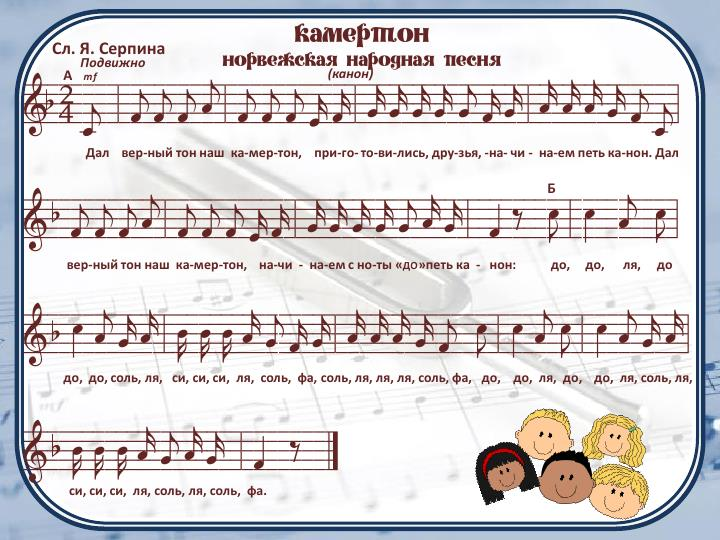 камертон
Сл. Я. Серпина
норвежская народная песня
Подвижно
(канон)
А mf
2
4
Дал вер-ный тон наш ка-мер-тон, при-го- то-ви-лись, дру-зья, -на- чи - на-ем петь ка-нон. Дал
Б
вер-ный тон наш ка-мер-тон, на-чи - на-ем с но-ты «до»петь ка - нон: до, до, ля, до
до, до, соль, ля, си, си, си, ля, соль, фа, соль, ля, ля, ля, соль, фа, до, до, ля, до, до, ля, соль, ля,
си, си, си, ля, соль, ля, соль, фа.